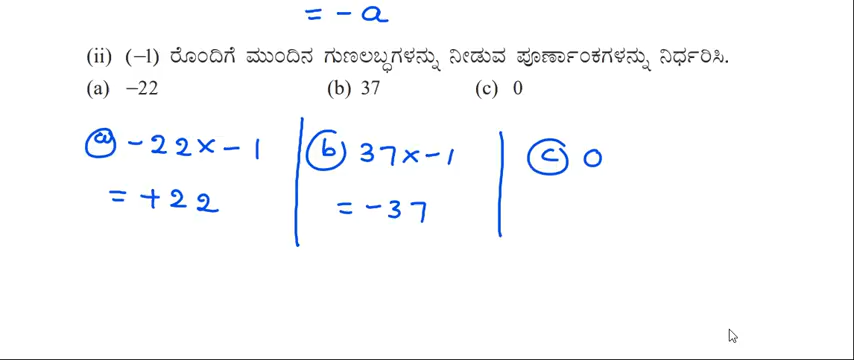 = - a
(ii) (−1) ರೊಂದಿಗೆ ಮುಂದಿನ ಗುಣಲಬ್ಧಗಳನ್ನು ನೀಡುವ ಪೂರ್ಣಾಂಕಗಳನ್ನು ನಿರ್ಧರಿಸಿ.
(a) −22 (b) 37 (c) 0
(a) - 22 x - 1 (b) 37 x - 1 (c) 0
= + 22 = - 37